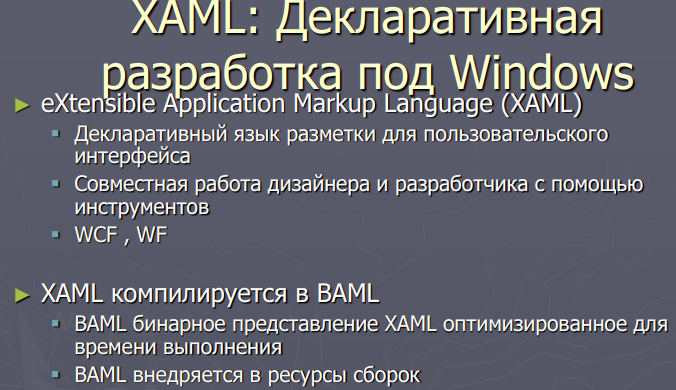 XAML: Декларативная
разработка под Windows
► eXtensible Application Markup Language (XAML)
▪ Декларативный язык разметки для пользовательского
интерфейса
▪ Совместная работа дизайнера и разработчика с помощью
инструментов
▪ WCF , WF
► XAML компилируется в BAML
▪ BAML бинарное представление XAML оптимизированное для
времени выполнения
▪ BAML внедряется в ресурсы сборок